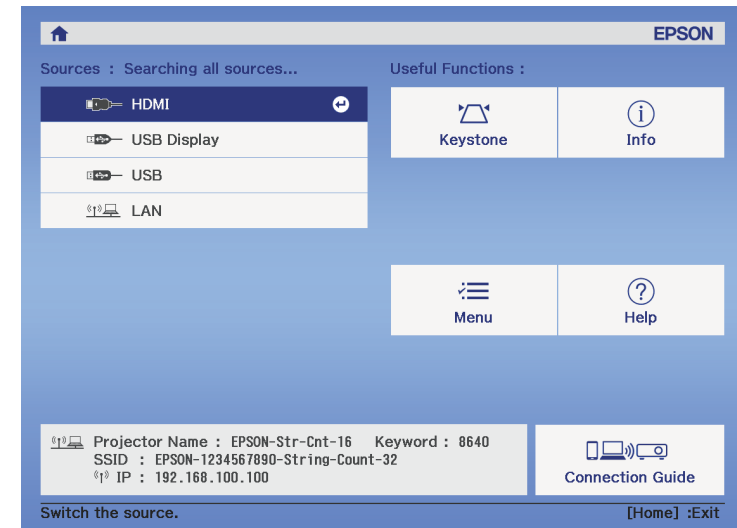 EPSON
Sources : Searching all sources...
Useful Functions :
HDMI
USB Display
USB
LAN
Keystone
Info
Menu
Help
Projector Name : EPSON-Str-Cnt-16 Keyword : 8640
SSID : EPSON-1234567890-String-Count-32
IP : 192.168.100.100
Connection Guide
Switch the source.
[Home] :Exit